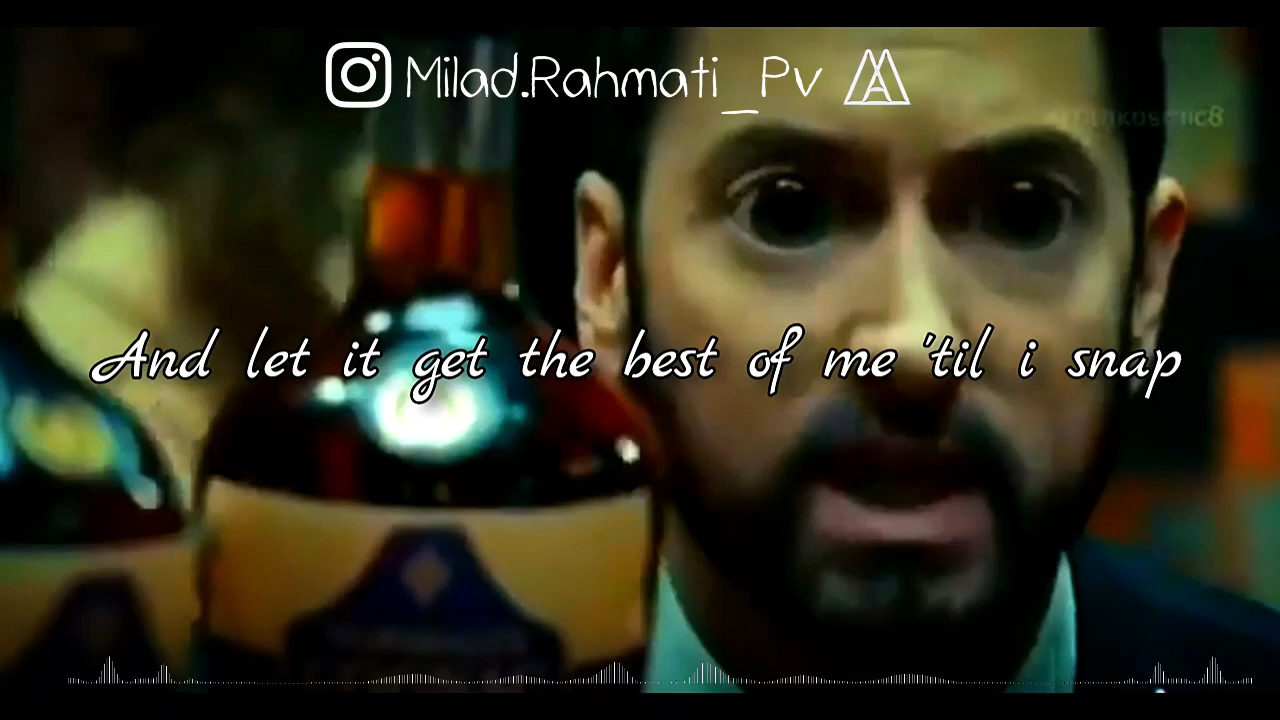 Milad.Rahmati_Pv
And let it get the best of me 'til i snap